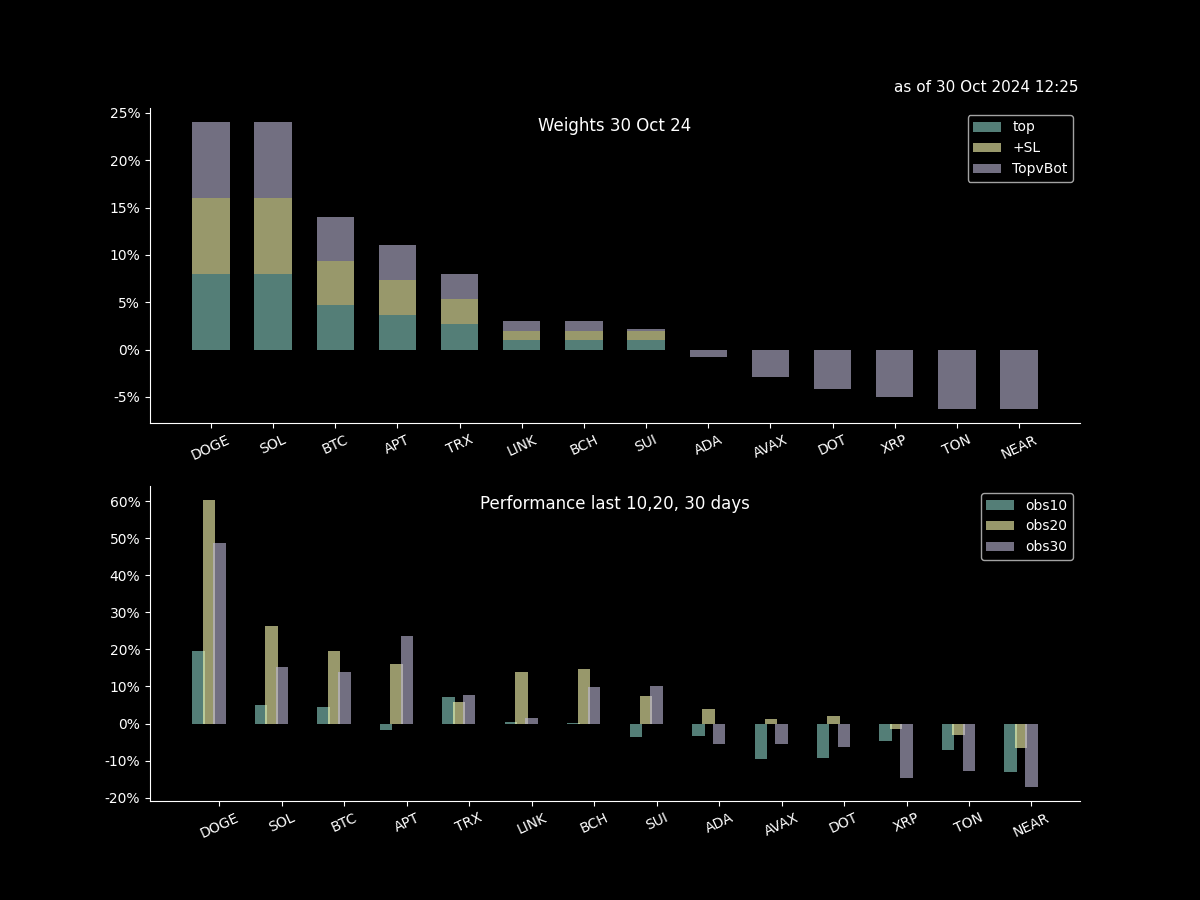 as of 30 Oct 2024 12:25
Weights 30 Oct 24
top
+SL
TopvBot
25%
20%
15%
10%
5%
0%
-5%
DOGE SOL BTC APT TRX LINK BCH SUI ADA AVAX DOT XRP TON NEAR
Performance last 10,20, 30 days
obs10
obs20
obs30
60%
50%
40%
30%
20%
10%
0%
-10%
-20%
DOGE SOL BTC APT TRX LINK BCH SUI ADA AVAX DOT XRP TON NEAR